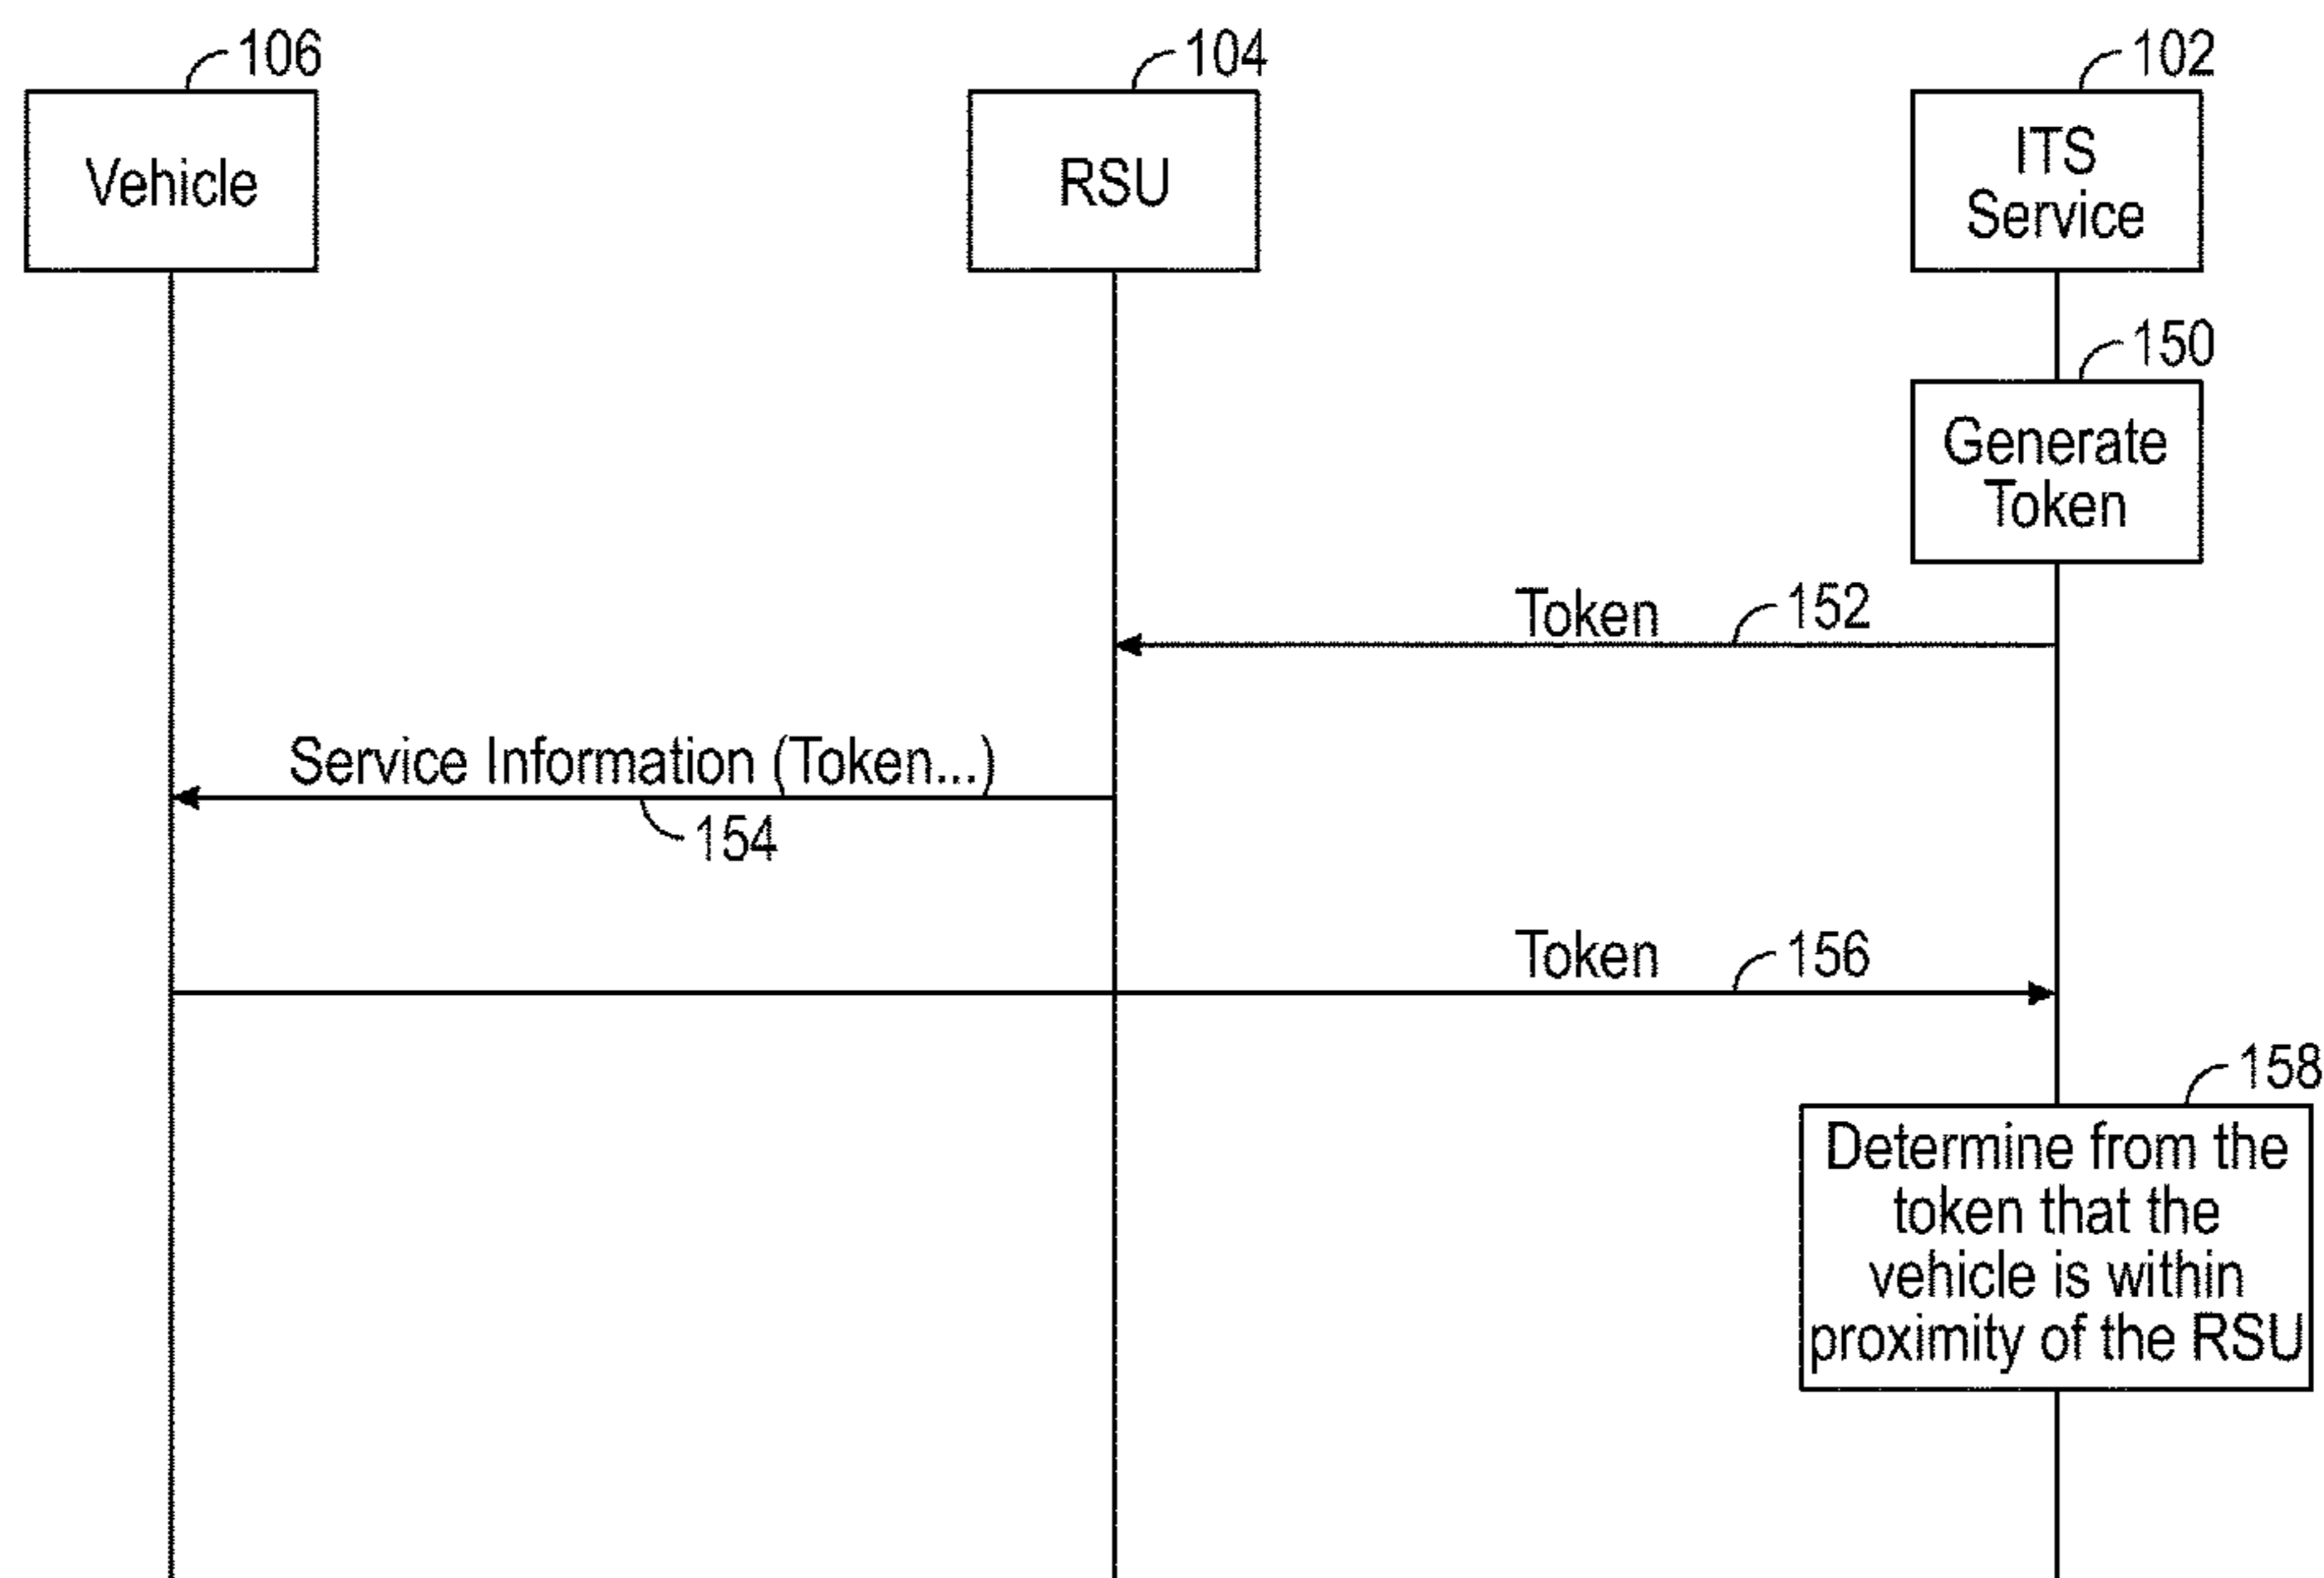 106
104
102
Vehicle
RSU
ITS
Service
150
Generate
Token
Token
152
Service Information (Token...)
154
Token
156
158
Determine from the
token that the
vehicle is within
proximity of the RSU